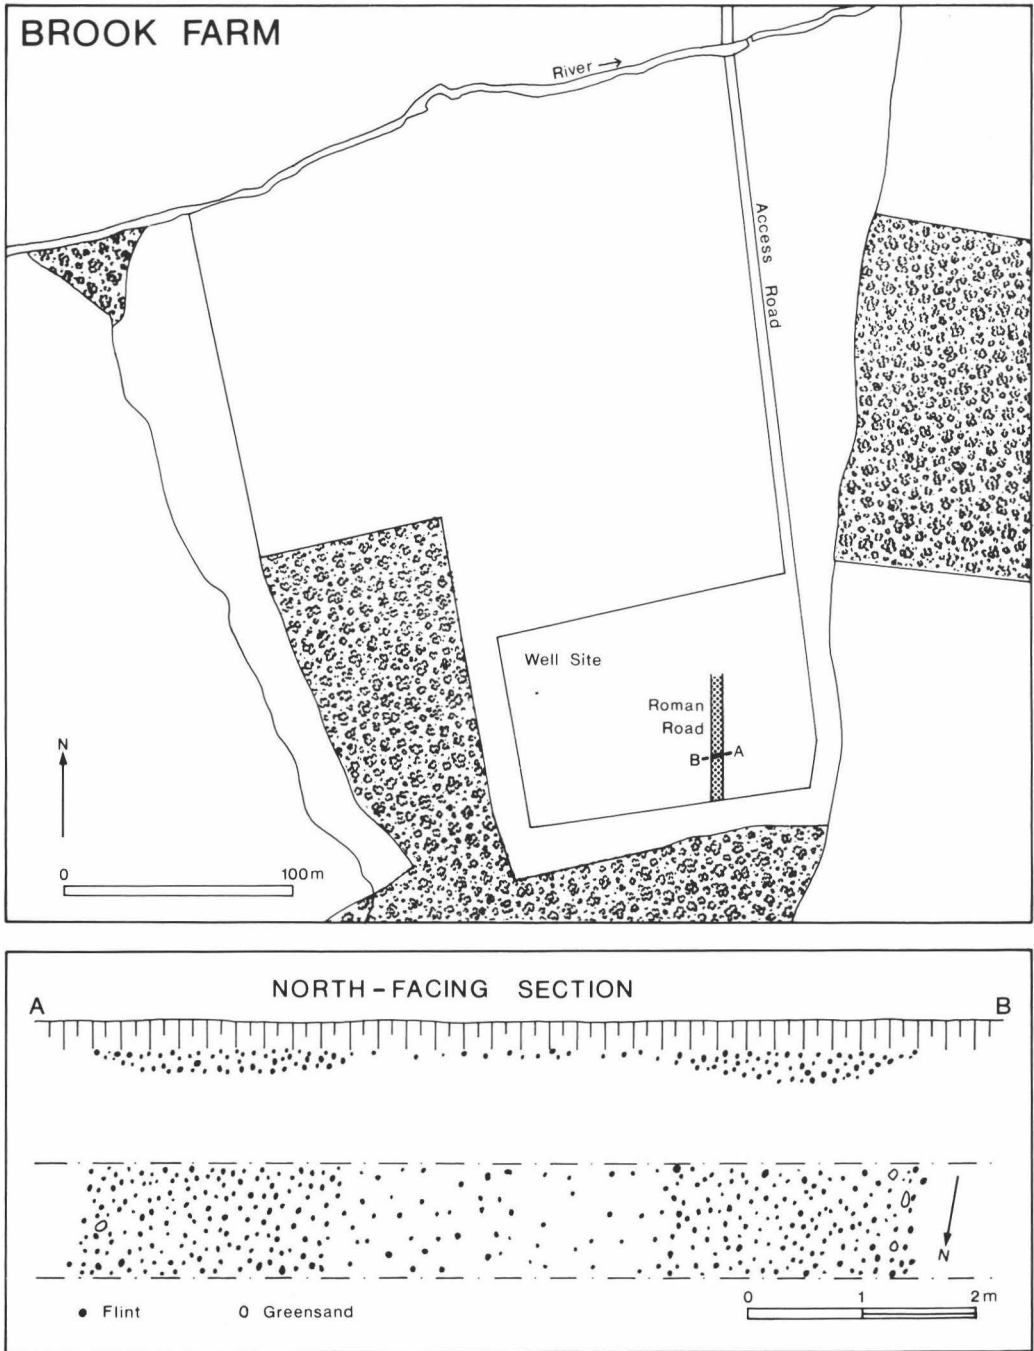 BROOK FARM
River
Access Road
Well Site
Roman
Road
B
A
N
0 100m
NORTH-FACING SECTION
A
B
N
Flint
Greensand
0 1 2m